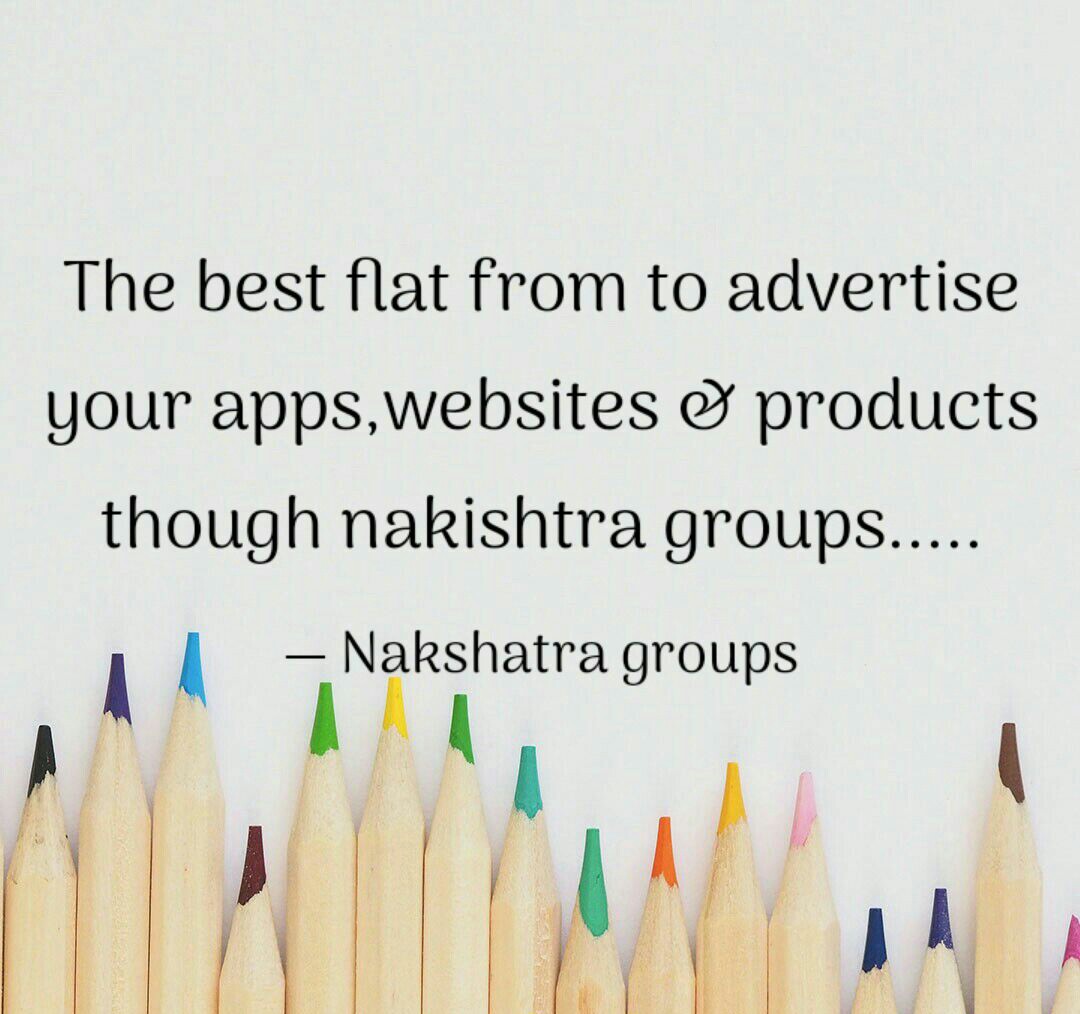 The best flat from to advertise
your apps,websites & products
though nakishtra groups.....
— Nakshatra groups